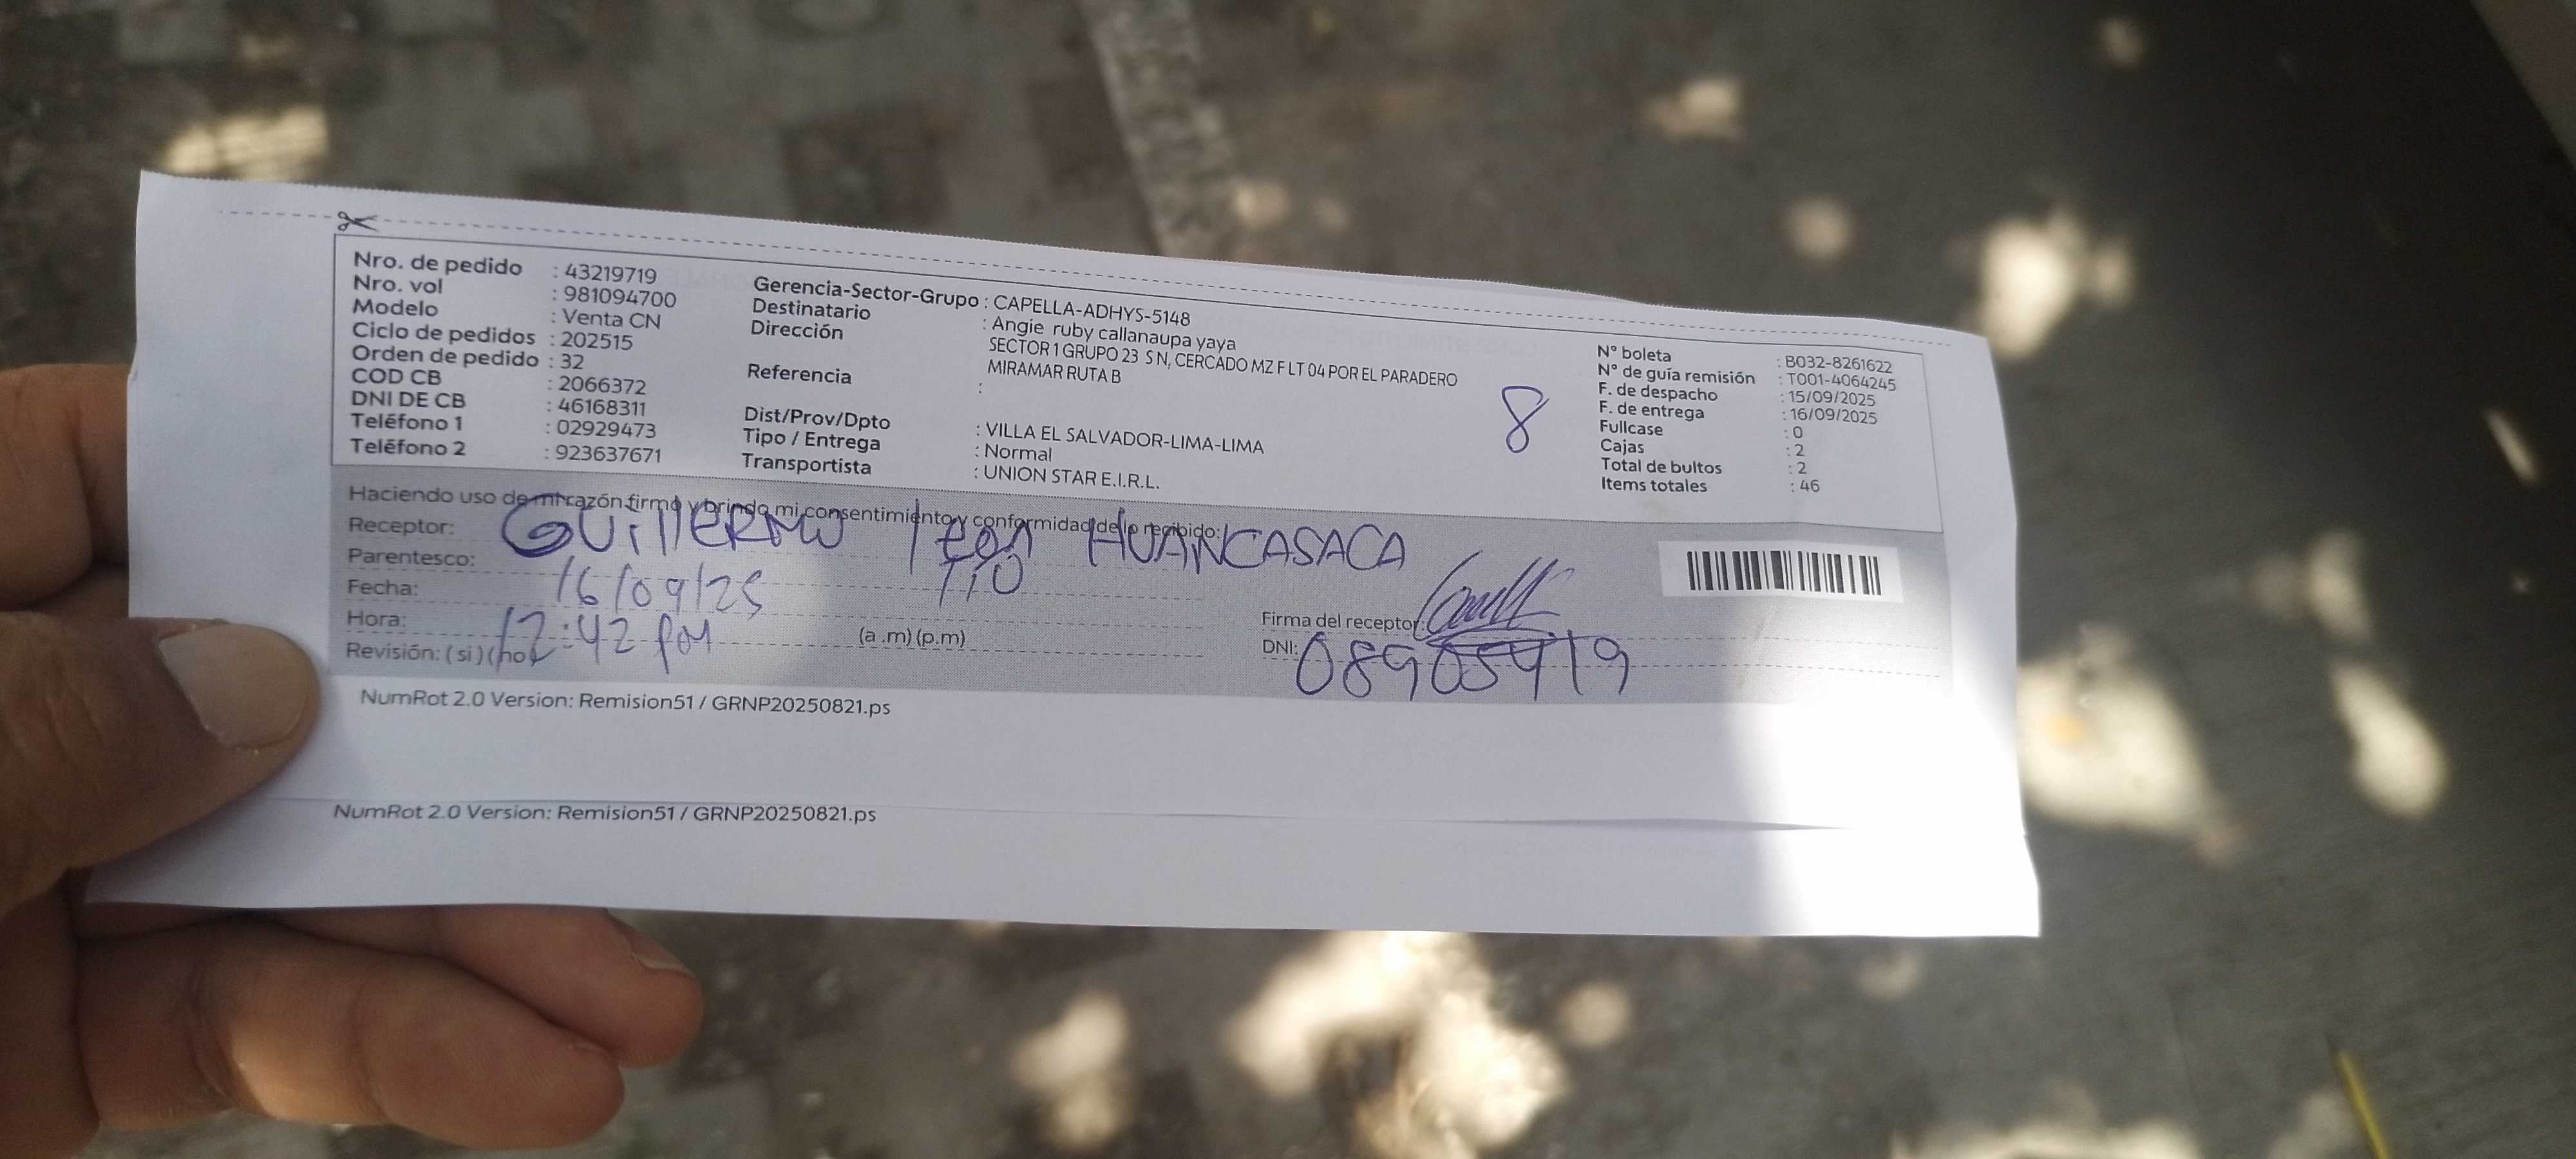 Nro. de pedido : 43219719
Nro. vol : 981094700
Modelo : Venta CN
Ciclo de pedidos : 202515
Orden de pedido : 32
COD CB : 2066372
DNI DE CB : 46168311
Teléfono 1 : 02929473
Teléfono 2 : 923637671
Gerencia-Sector-Grupo : CAPELLA-ADHYS-5148
Destinatario : Angie ruby callanaupa yaya
Dirección : SECTOR 1 GRUPO 23 S N, CERCADO MZ F LT 04 POR EL PARADERO
MIRAMAR RUTA B
Referencia :
Dist/Prov/Dpto : VILLA EL SALVADOR-LIMA-LIMA
Tipo / Entrega : Normal
Transportista : UNION STAR E.I.R.L.
8
N° boleta : B032-8261622
N° de guía remisión : T001-4064245
F. de despacho : 15/09/2025
F. de entrega : 16/09/2025
Fullcase : 0
Cajas : 2
Total de bultos : 2
Items totales : 46
Haciendo uso de mi razón firmo y brindo mi consentimiento y conformidad de lo recibido:
Receptor: GUillERMO leon HUANCASACA
Parentesco: TIO
Fecha: 16/09/25
Hora: 12:42 pm (a .m) (p.m)
Revisión: ( si ) ( no )
Firma del receptor:
DNI: 08905919
NumRot 2.0 Version: Remision51 / GRNP20250821.ps
NumRot 2.0 Version: Remision51 / GRNP20250821.ps